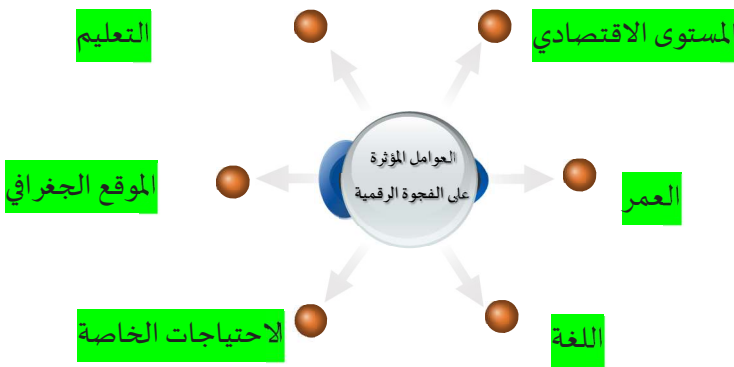 المستوى الاقتصادي
التعليم
العوامل المؤثرة
على الفجوة الرقمية
العمر
الموقع الجغرافي
اللغة
الاحتياجات الخاصة